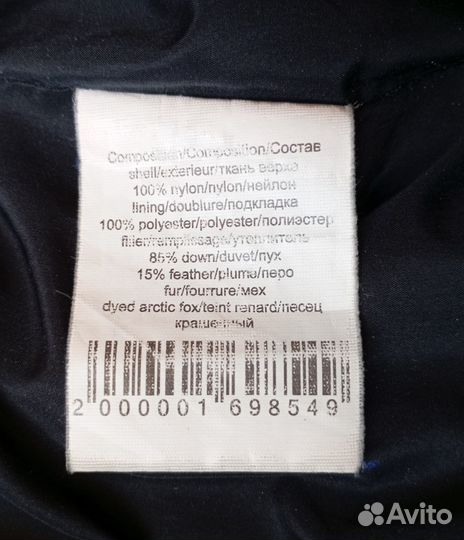 Composition/Composition/Состав
shell/exterieur/ткань верха
100% nylon/nylon/нейлон
lining/doublure/подкладка
100% polyester/polyester/полиэстер
filler/remplissage/утеплитель
85% down/duvet/пух
15% feather/plume/перо
fur/fourrure/мех
dyed arctic fox/teint renard/песец
крашеный
2 000001 698549
Avito